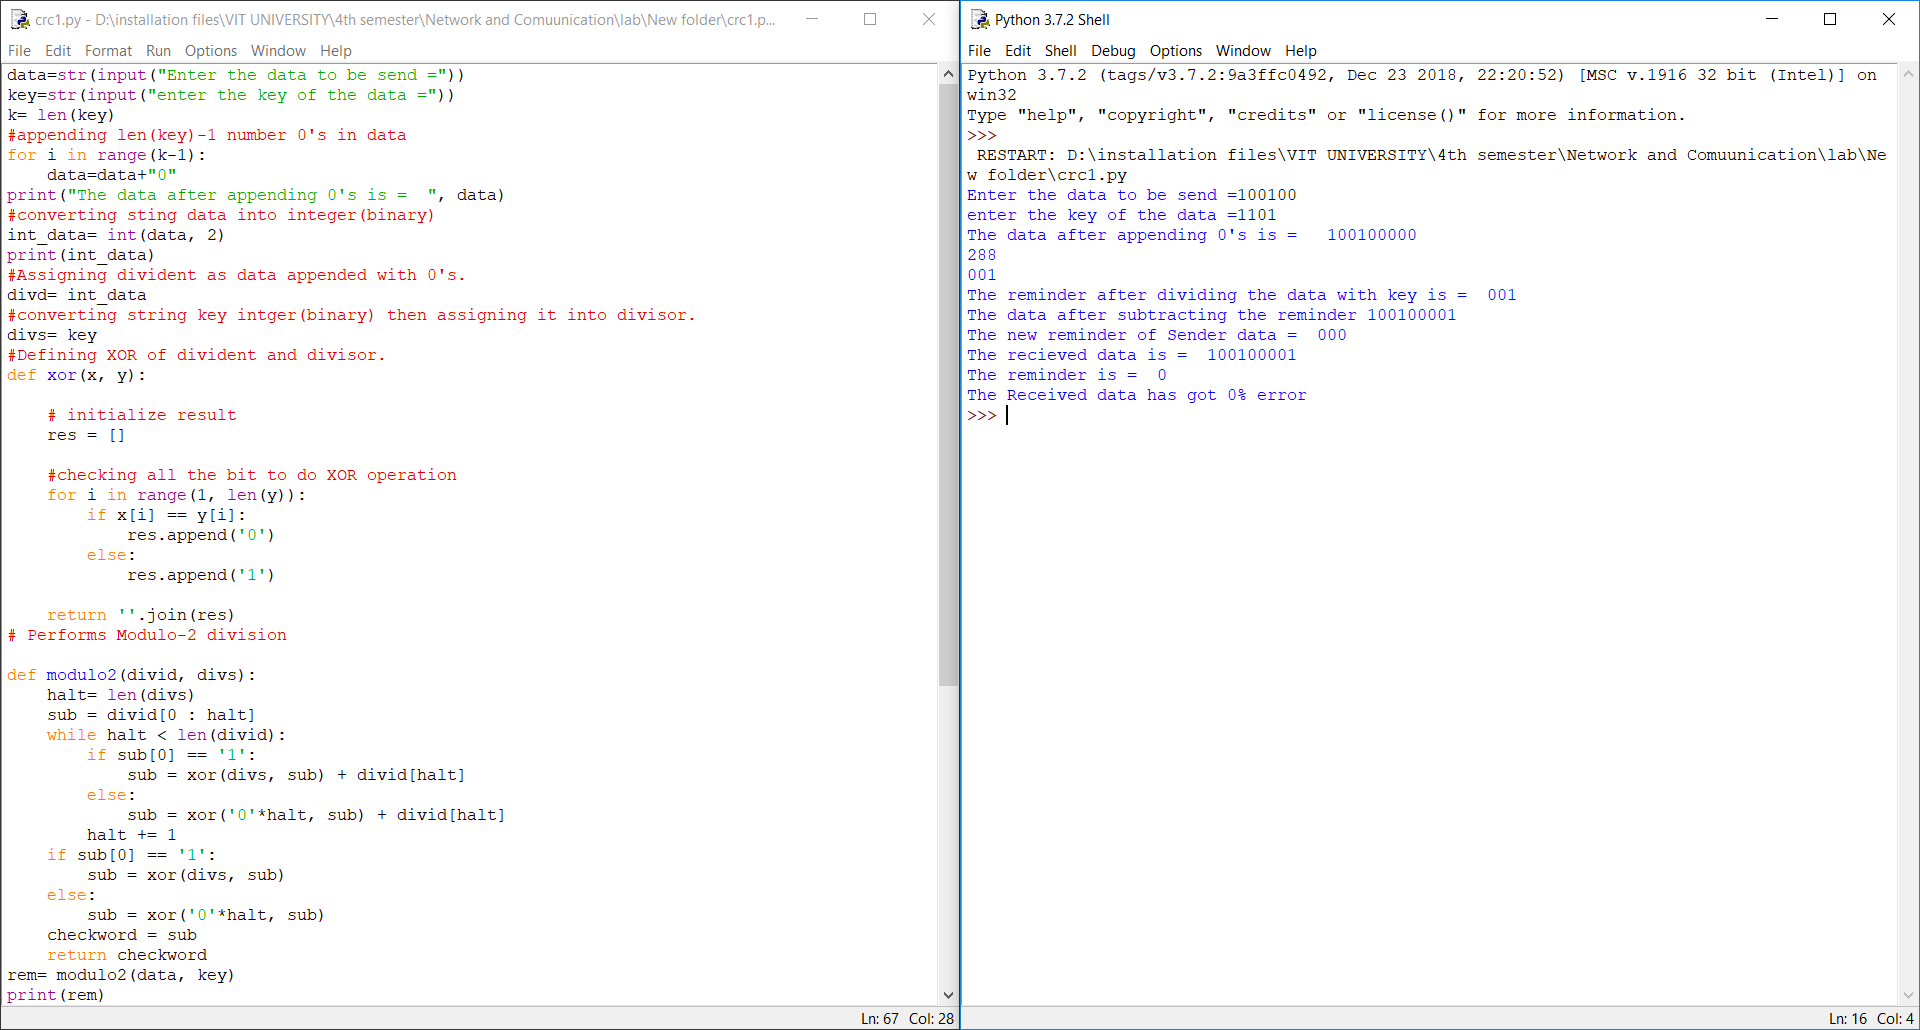 crc1.py - D:\installation files\VIT UNIVERSITY\4th semester\Network and Comuunication\lab\New folder\crc1.p...
File Edit Format Run Options Window Help
data=str(input("Enter the data to be send ="))
key=str(input("enter the key of the data ="))
k= len(key)
#appending len(key)-1 number 0's in data
for i in range(k-1):
    data=data+"0"
print("The data after appending 0's is =  ", data)
#converting sting data into integer(binary)
int_data= int(data, 2)
print(int_data)
#Assigning divident as data appended with 0's.
divd= int_data
#converting string key intger(binary) then assigning it into divisor.
divs= key
#Defining XOR of divident and divisor.
def xor(x, y):
    # initialize result
    res = []
    #checking all the bit to do XOR operation
    for i in range(1, len(y)):
        if x[i] == y[i]:
            res.append('0')
        else:
            res.append('1')
    return ''.join(res)
# Performs Modulo-2 division
def modulo2(divid, divs):
    halt= len(divs)
    sub = divid[0 : halt]
    while halt < len(divid):
        if sub[0] == '1':
            sub = xor(divs, sub) + divid[halt]
        else:
            sub = xor('0'*halt, sub) + divid[halt]
        halt += 1
    if sub[0] == '1':
        sub = xor(divs, sub)
    else:
        sub = xor('0'*halt, sub)
    checkword = sub
    return checkword
rem= modulo2(data, key)
print(rem)
Ln: 67 Col: 28
Python 3.7.2 Shell
File Edit Shell Debug Options Window Help
Python 3.7.2 (tags/v3.7.2:9a3ffc0492, Dec 23 2018, 22:20:52) [MSC v.1916 32 bit (Intel)] on
win32
Type "help", "copyright", "credits" or "license()" for more information.
>>>
 RESTART: D:\installation files\VIT UNIVERSITY\4th semester\Network and Comuunication\lab\Ne
w folder\crc1.py
Enter the data to be send =100100
enter the key of the data =1101
The data after appending 0's is =   100100000
288
001
The reminder after dividing the data with key is =  001
The data after subtracting the reminder 100100001
The new reminder of Sender data =  000
The recieved data is =  100100001
The reminder is =  0
The Received data has got 0% error
>>>
Ln: 16 Col: 4